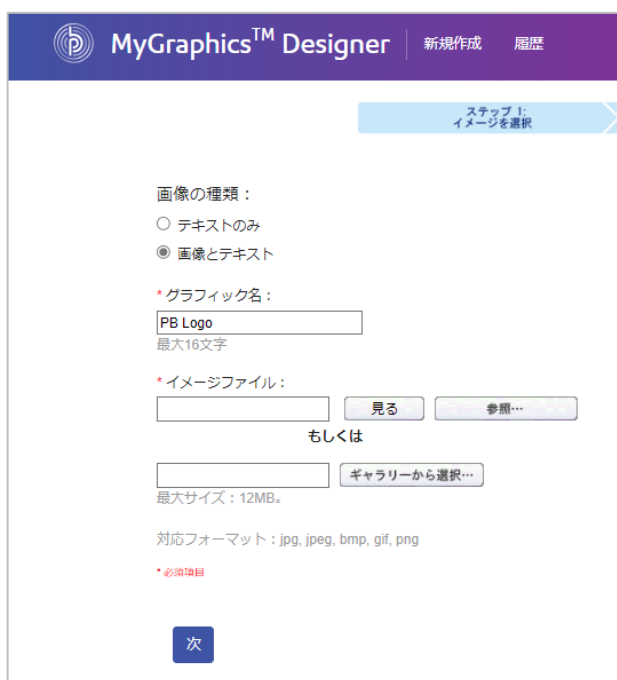 MyGraphics™ Designer 新規作成 履歴
ステップ 1:
イメージを選択
画像の種類：
テキストのみ
画像とテキスト
*グラフィック名：
PB Logo
最大16文字
*イメージファイル：
見る 参照…
もしくは
ギャラリーから選択…
最大サイズ：12MB。
対応フォーマット：jpg, jpeg, bmp, gif, png
*必須項目
次